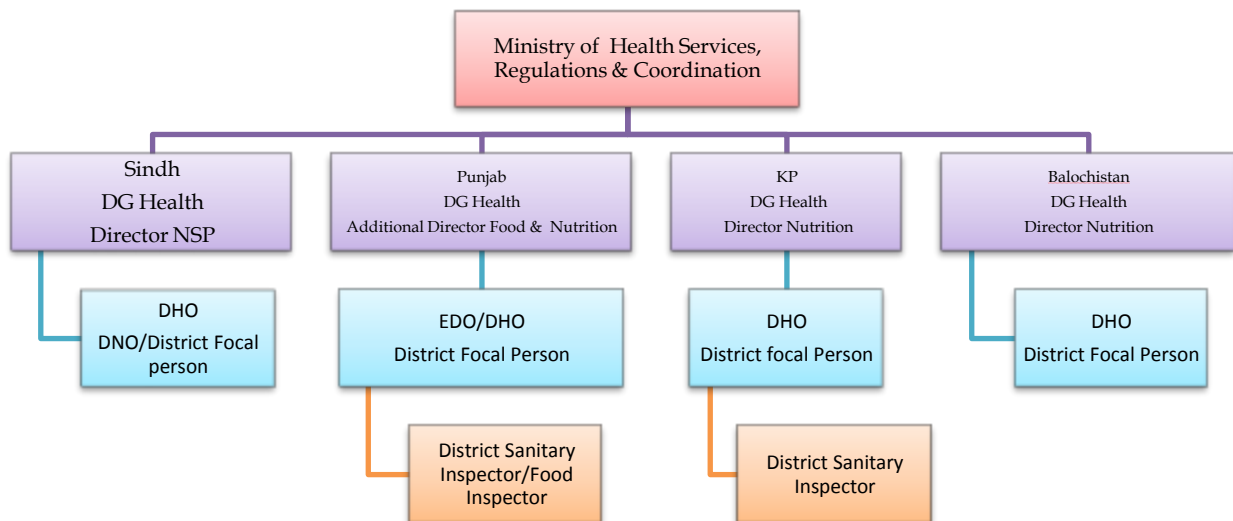 Ministry of Health Services,
Regulations & Coordination
Sindh
DG Health
Director NSP
Punjab
DG Health
Additional Director Food & Nutrition
KP
DG Health
Director Nutrition
Balochistan
DG Health
Director Nutrition
DHO
DNO/District Focal
person
EDO/DHO
District Focal Person
DHO
District focal Person
DHO
District Focal Person
District Sanitary
Inspector/Food
Inspector
District Sanitary
Inspector